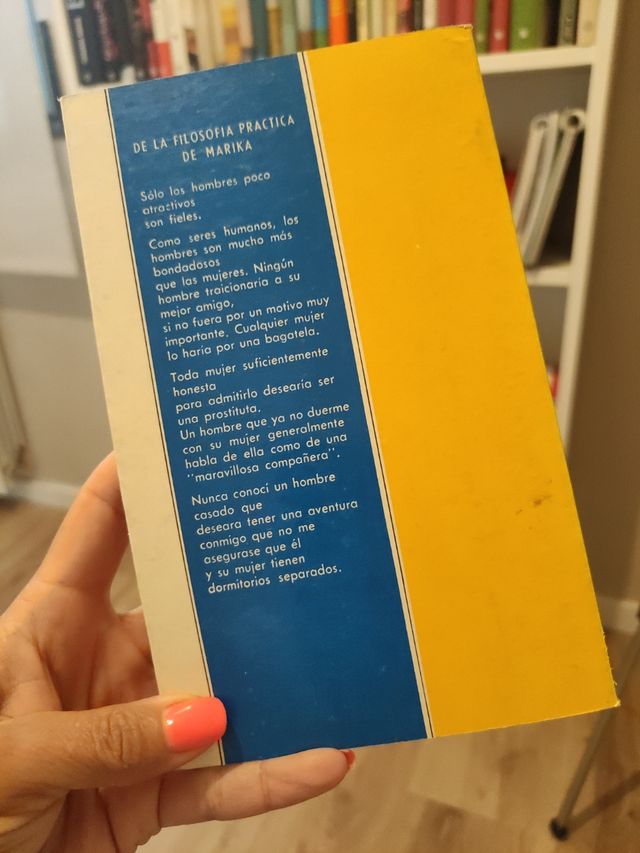 DE LA FILOSOFIA PRACTICA
DE MARIKA
Sólo los hombres poco
atractivos
son fieles.
Como seres humanos, los
hombres son mucho más
bondadosos
que las mujeres. Ningún
hombre traicionaria a su
mejor amigo,
si no fuera por un motivo muy
importante. Cualquier mujer
lo haria por una bagatela.
Toda mujer suficientemente
honesta
para admitirlo desearía ser
una prostituta.
Un hombre que ya no duerme
con su mujer generalmente
habla de ella como de una
"maravillosa compañera".
Nunca conocí un hombre
casado que
deseara tener una aventura
conmigo que no me
asegurase que él
y su mujer tienen
dormitorios separados.